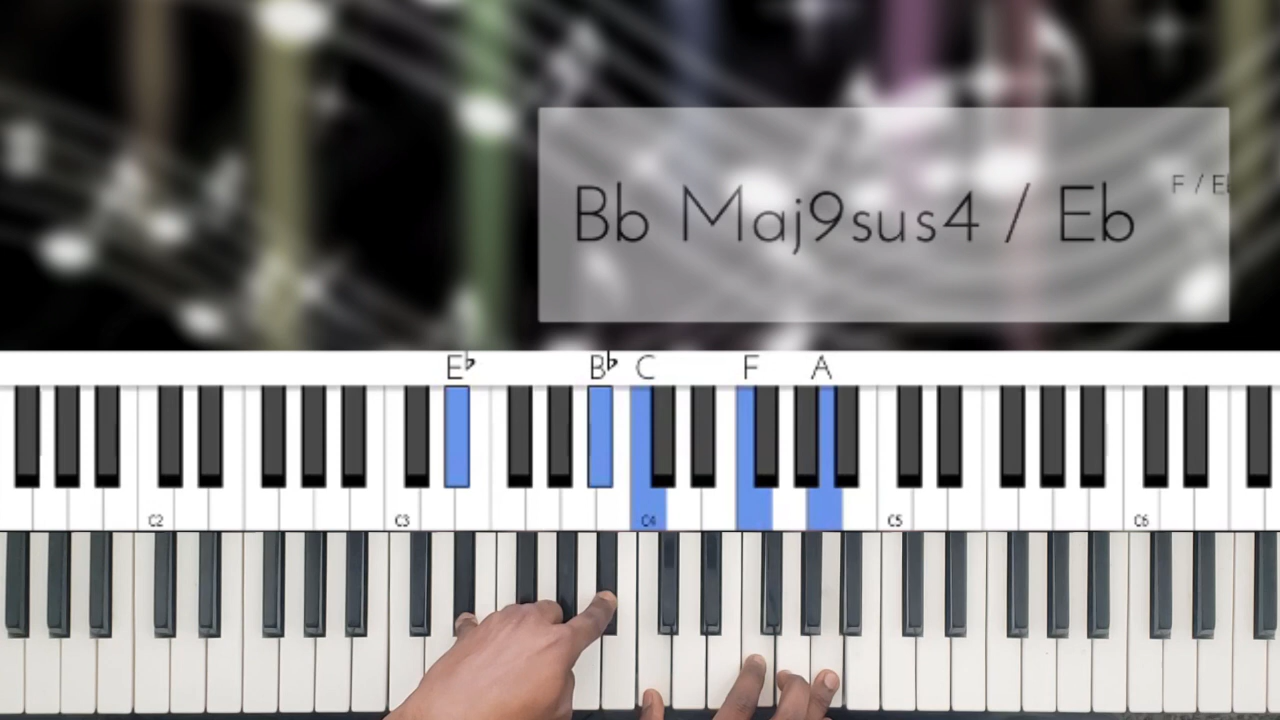 Bb Maj9sus4 / Eb
F / E
E♭ B♭ C F A
C2 C3 C4 C5 C6